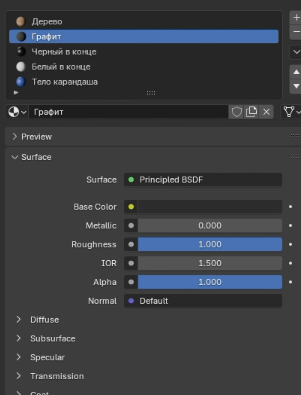 Дерево
Графит
Черный в конце
Белый в конце
Тело карандаша
Графит
Preview
Surface
Surface Principled BSDF
Base Color
Metallic 0.000
Roughness 1.000
IOR 1.500
Alpha 1.000
Normal Default
Diffuse
Subsurface
Specular
Transmission
Coat